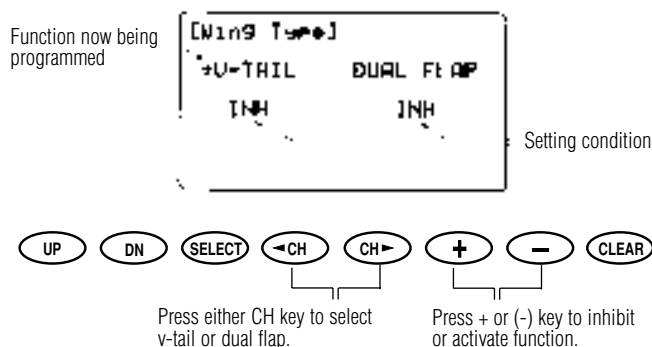 Function now being
programmed
[Wing Type]
V-TAIL DUAL FLAP
INH INH
Setting condition
UP DN SELECT ◄CH CH► + – CLEAR
Press either CH key to select
v-tail or dual flap.
Press + or (-) key to inhibit
or activate function.